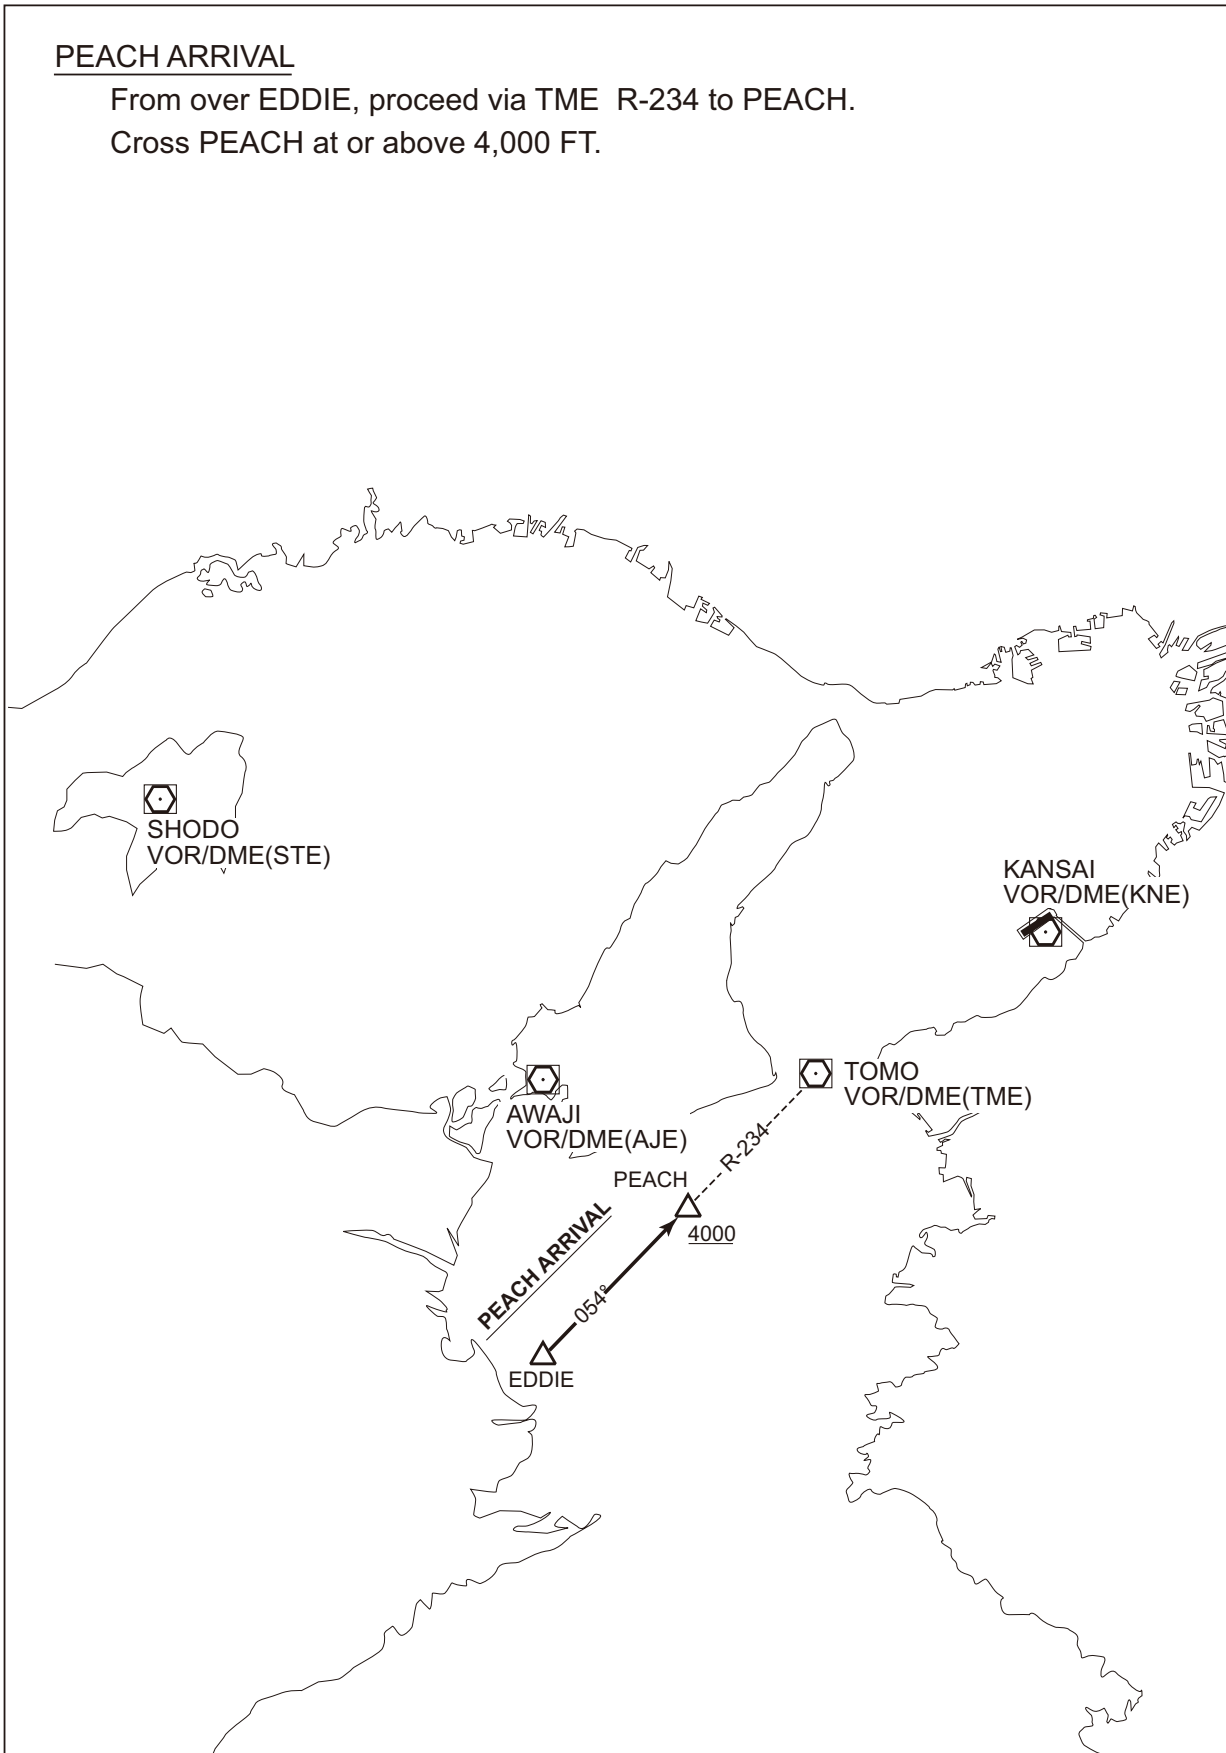 PEACH ARRIVAL
From over EDDIE, proceed via TME R-234 to PEACH.
Cross PEACH at or above 4,000 FT.
SHODO
VOR/DME(STE)
KANSAI
VOR/DME(KNE)
TOMO
VOR/DME(TME)
AWAJI
VOR/DME(AJE)
R-234
PEACH
4000
PEACH ARRIVAL
054°
EDDIE